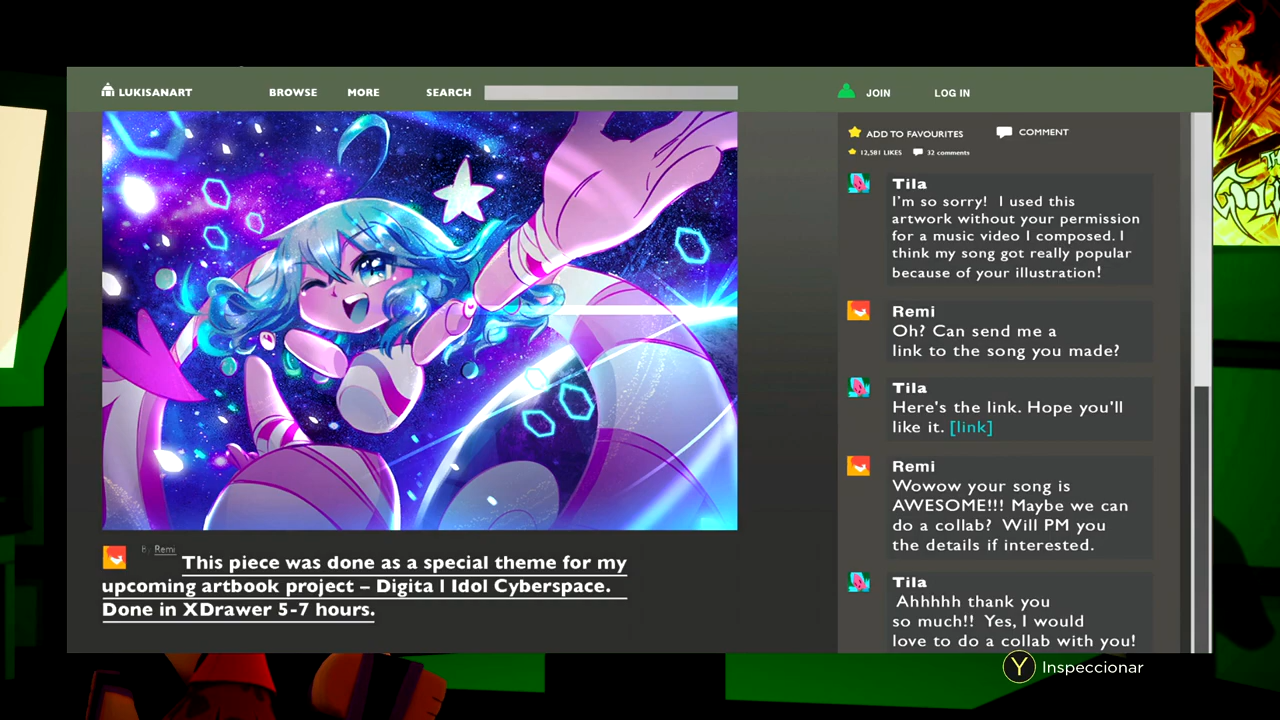 LUKISANART BROWSE MORE SEARCH JOIN LOG IN
ADD TO FAVOURITES COMMENT
12,581 LIKES 32 comments
Tila
I'm so sorry! I used this
artwork without your permission
for a music video I composed. I
think my song got really popular
because of your illustration!
Remi
Oh? Can send me a
link to the song you made?
Tila
Here's the link. Hope you'll
like it. [link]
Remi
Wowow your song is
AWESOME!!! Maybe we can
do a collab? Will PM you
the details if interested.
Tila
Ahhhhh thank you
so much!! Yes, I would
love to do a collab with you!
By Remi
This piece was done as a special theme for my
upcoming artbook project – Digita l Idol Cyberspace.
Done in XDrawer 5-7 hours.
Y Inspeccionar